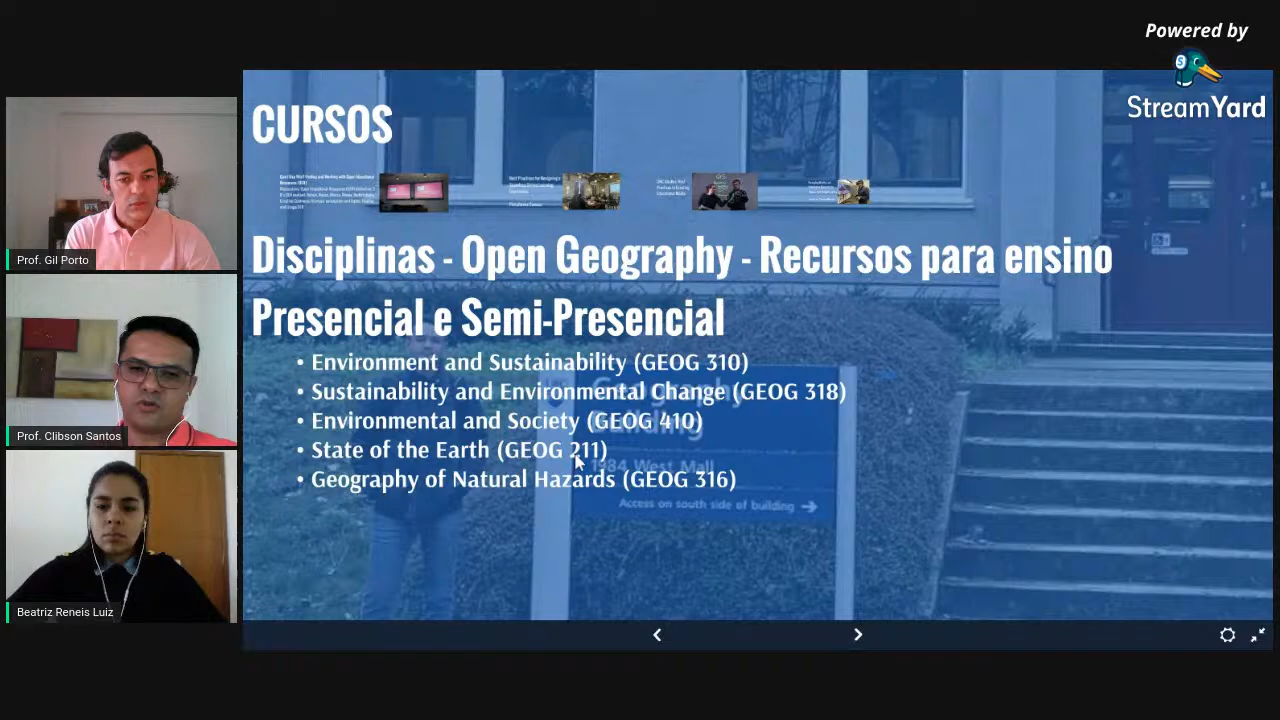 Powered by
StreamYard
CURSOS
Disciplinas - Open Geography - Recursos para ensino
Presencial e Semi-Presencial
• Environment and Sustainability (GEOG 310)
• Sustainability and Environmental Change (GEOG 318)
• Environmental and Society (GEOG 410)
• State of the Earth (GEOG 211)
• Geography of Natural Hazards (GEOG 316)
Geography
Building
1984 West Mall
Access on south side of building →
Prof. Gil Porto
Prof. Clibson Santos
Beatriz Reneis Luiz